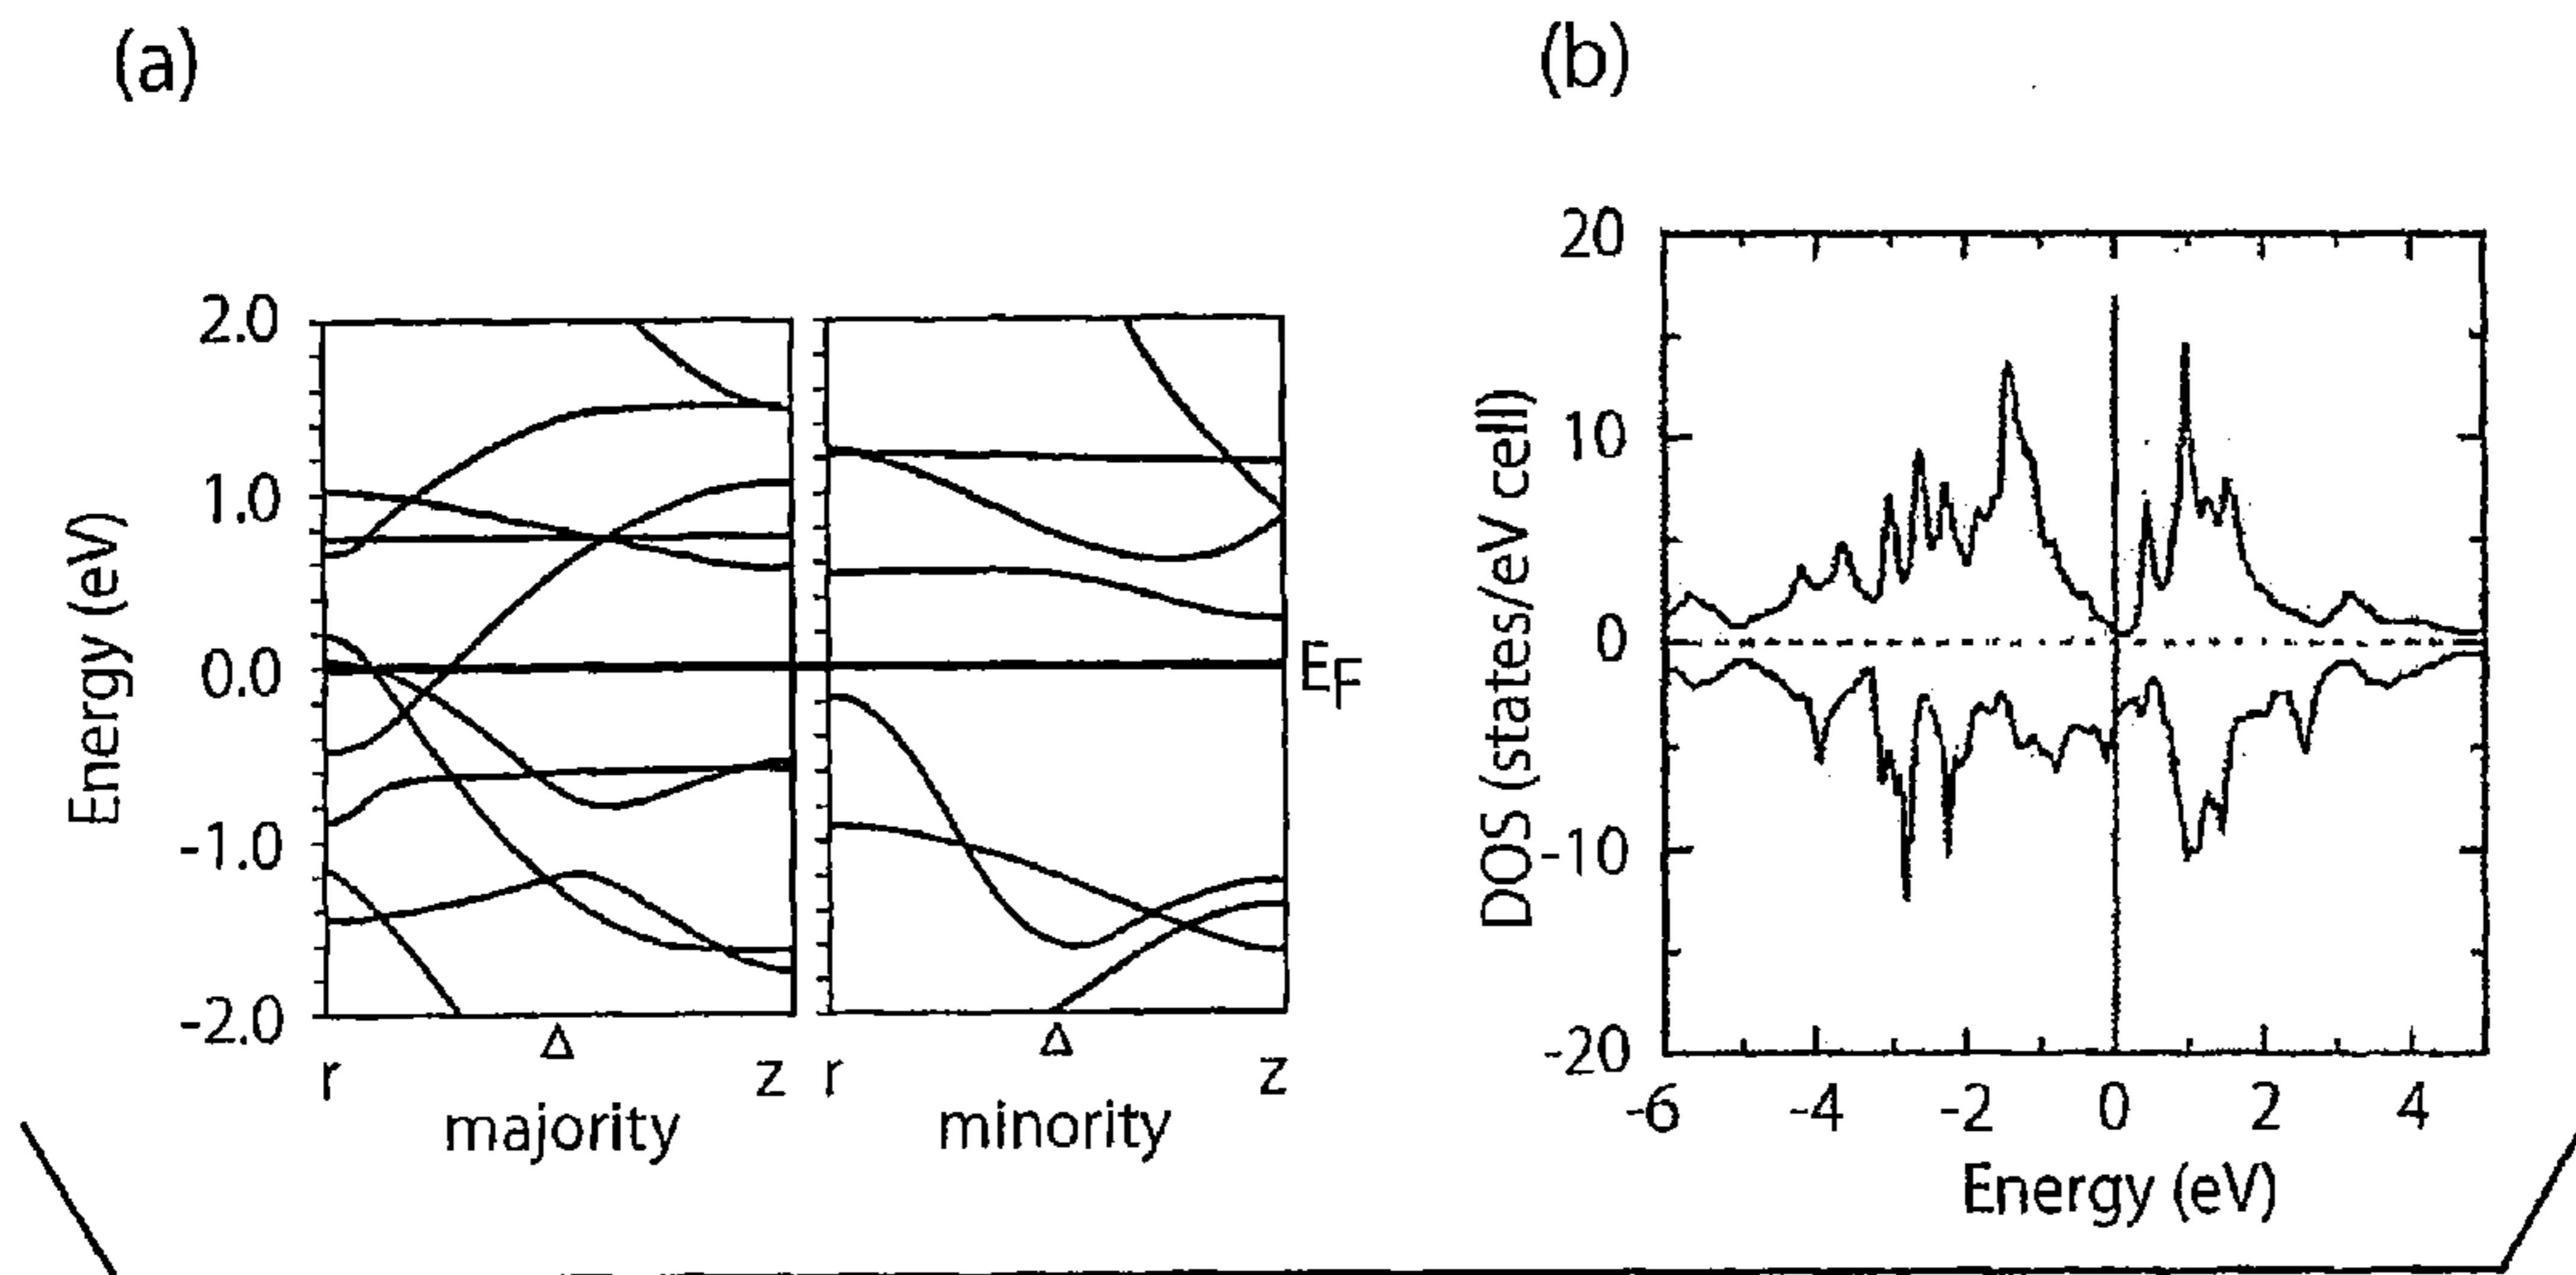 (a)
Energy (eV)
2.0
1.0
0.0
-1.0
-2.0
EF
Δ
Δ
r
z
r
z
majority
minority
(b)
DOS (states/eV cell)
20
10
0
-10
-20
-6
-4
-2
0
2
4
Energy (eV)